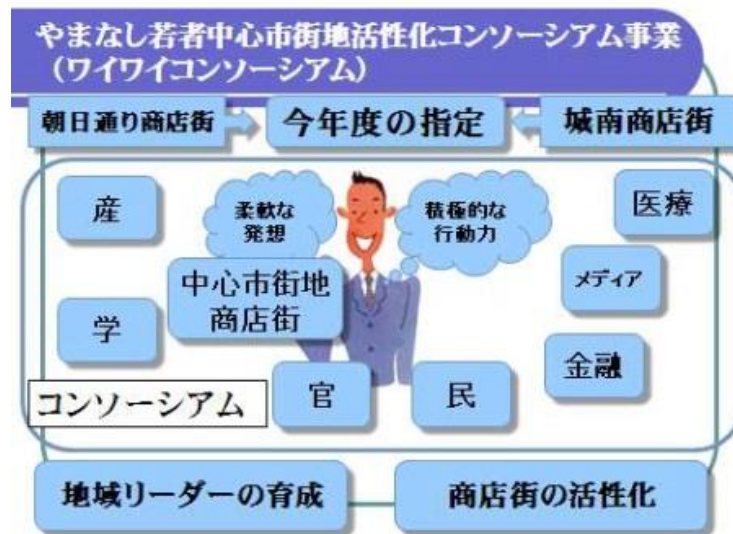 やまなし若者中心市街地活性化コンソーシアム事業
（ワイワイコンソーシアム）
朝日通り商店街
今年度の指定
城南商店街
産
柔軟な
発想
積極的な
行動力
医療
中心市街地
商店街
メディア
学
金融
官
民
コンソーシアム
地域リーダーの育成
商店街の活性化